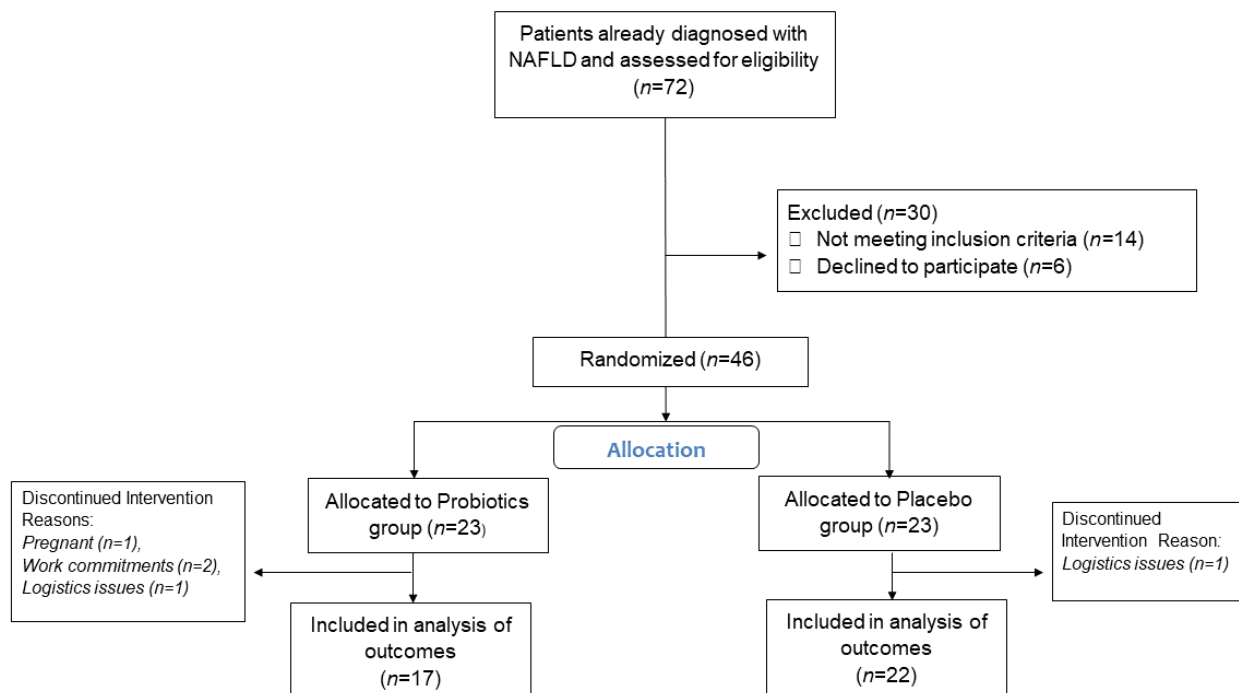 Patients already diagnosed with
NAFLD and assessed for eligibility
(n=72)
Excluded (n=30)
□ Not meeting inclusion criteria (n=14)
□ Declined to participate (n=6)
Randomized (n=46)
Allocation
Discontinued Intervention
Reasons:
Pregnant (n=1),
Work commitments (n=2),
Logistics issues (n=1)
Allocated to Probiotics
group (n=23)
Allocated to Placebo
group (n=23)
Discontinued
Intervention Reason:
Logistics issues (n=1)
Included in analysis of
outcomes
(n=17)
Included in analysis of
outcomes
(n=22)